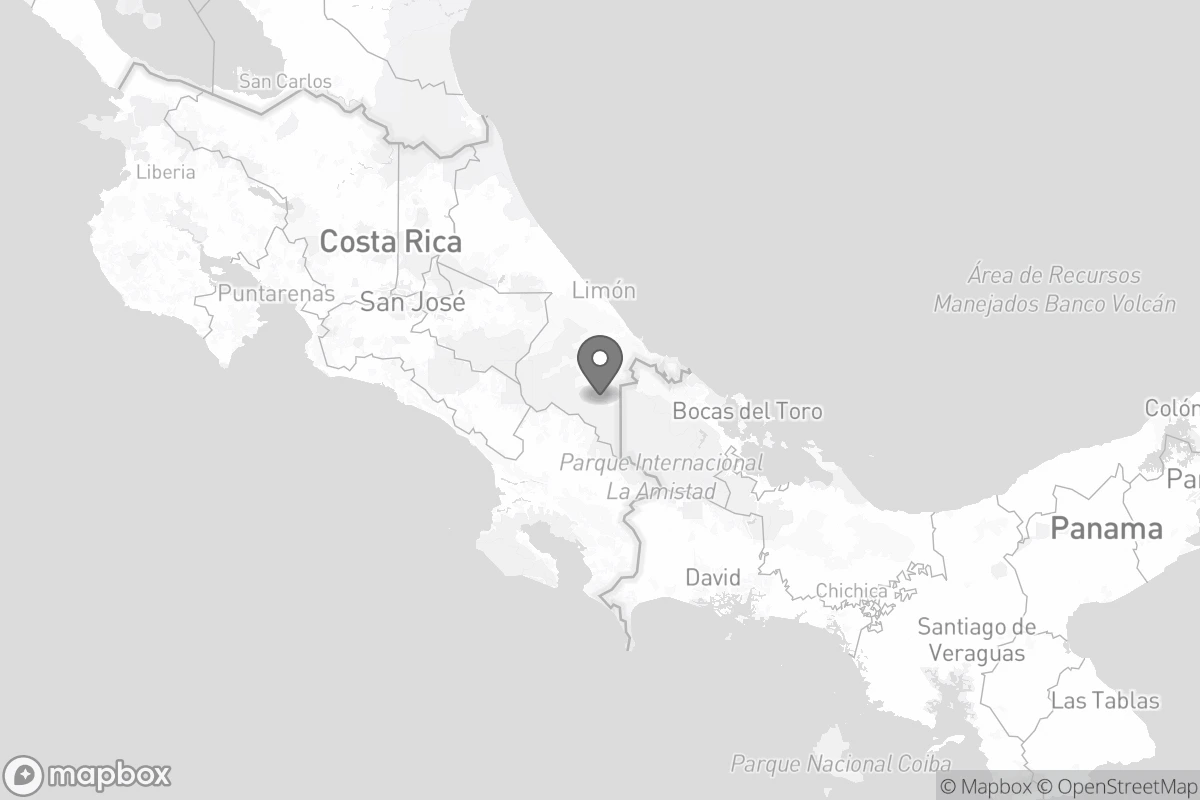 San Carlos
Liberia
Costa Rica
Área de Recursos
Manejados Banco Volcán
Limón
Puntarenas
San José
Colón
Bocas del Toro
Parque Internacional
La Amistad
Pa
Panama
David
Chichica
Santiago de
Veraguas
Las Tablas
Parque Nacional Coiba
mapbox
© Mapbox © OpenStreetMap